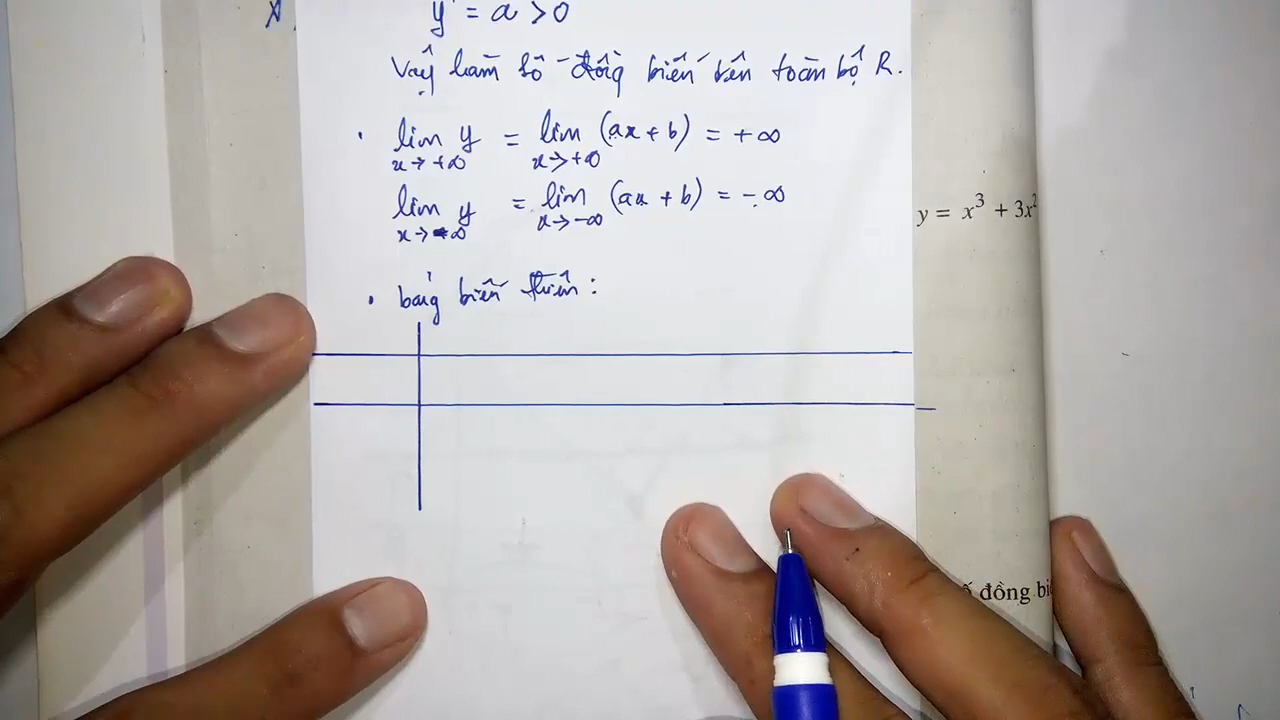 y' = a > 0
Vậy hàm số đồng biến trên toàn bộ R.
lim y = lim (ax + b) = +∞
x→+∞ x→+∞
lim y = lim (ax + b) = -∞
x→-∞ x→-∞
• bảng biến thiên:
y = x³ + 3x²
đồng bi